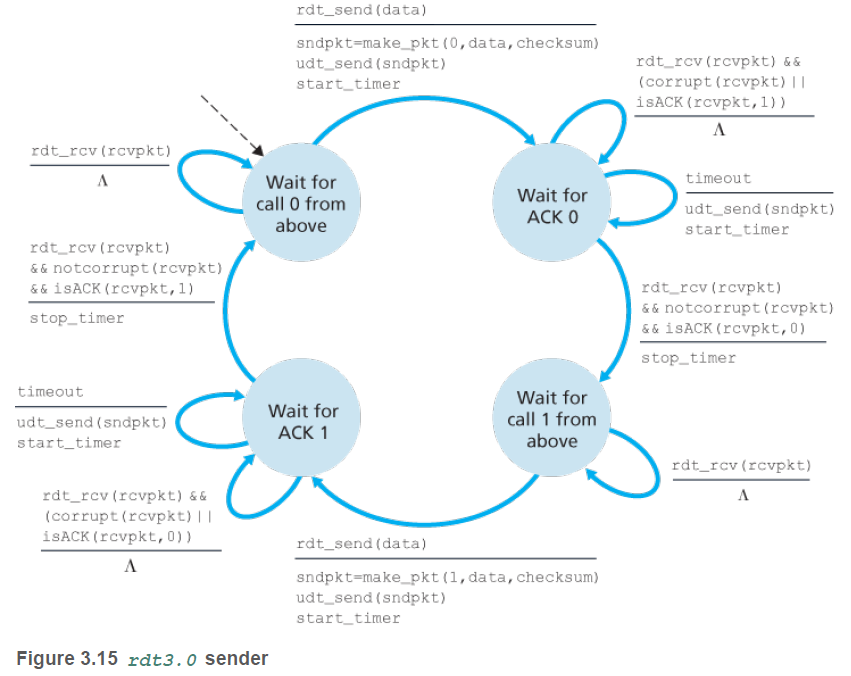 rdt_send(data)
sndpkt=make_pkt(0,data,checksum)
udt_send(sndpkt)
start_timer
rdt_rcv(rcvpkt) &&
(corrupt(rcvpkt)||
isACK(rcvpkt,1))
Λ
rdt_rcv(rcvpkt)
Λ
Wait for
call 0 from
above
Wait for
ACK 0
timeout
udt_send(sndpkt)
start_timer
rdt_rcv(rcvpkt)
&& notcorrupt(rcvpkt)
&& isACK(rcvpkt,1)
stop_timer
rdt_rcv(rcvpkt)
&& notcorrupt(rcvpkt)
&& isACK(rcvpkt,0)
stop_timer
timeout
udt_send(sndpkt)
start_timer
Wait for
ACK 1
Wait for
call 1 from
above
rdt_rcv(rcvpkt) &&
(corrupt(rcvpkt)||
isACK(rcvpkt,0))
Λ
rdt_rcv(rcvpkt)
Λ
rdt_send(data)
sndpkt=make_pkt(1,data,checksum)
udt_send(sndpkt)
start_timer
Figure 3.15 rdt3.0 sender